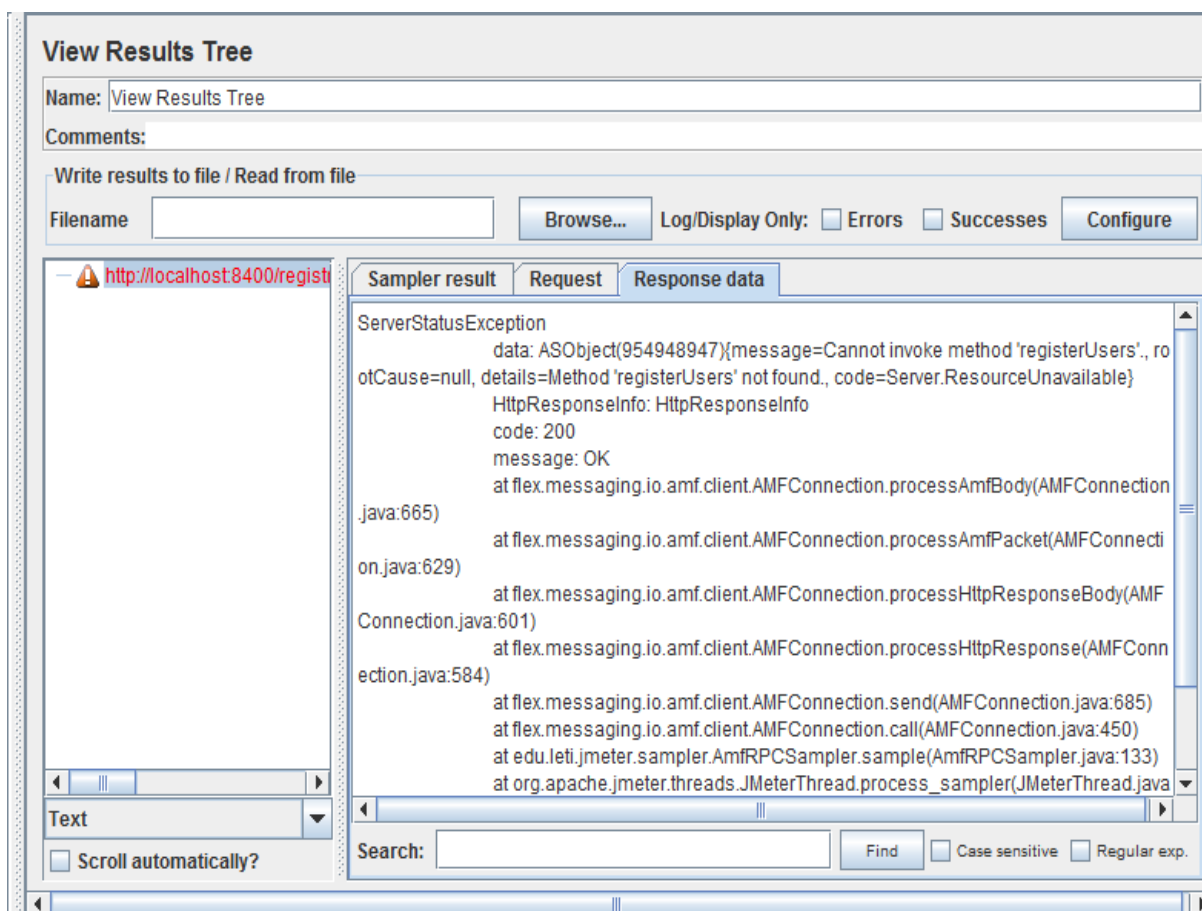 View Results Tree
Name: View Results Tree
Comments:
Write results to file / Read from file
Filename Browse... Log/Display Only: Errors Successes Configure
http://localhost:8400/registr
Sampler result Request Response data
ServerStatusException
data: ASObject(954948947){message=Cannot invoke method 'registerUsers'., ro
otCause=null, details=Method 'registerUsers' not found., code=Server.ResourceUnavailable}
HttpResponseInfo: HttpResponseInfo
code: 200
message: OK
at flex.messaging.io.amf.client.AMFConnection.processAmfBody(AMFConnection
.java:665)
at flex.messaging.io.amf.client.AMFConnection.processAmfPacket(AMFConnecti
on.java:629)
at flex.messaging.io.amf.client.AMFConnection.processHttpResponseBody(AMF
Connection.java:601)
at flex.messaging.io.amf.client.AMFConnection.processHttpResponse(AMFConn
ection.java:584)
at flex.messaging.io.amf.client.AMFConnection.send(AMFConnection.java:685)
at flex.messaging.io.amf.client.AMFConnection.call(AMFConnection.java:450)
at edu.leti.jmeter.sampler.AmfRPCSampler.sample(AmfRPCSampler.java:133)
at org.apache.jmeter.threads.JMeterThread.process_sampler(JMeterThread.java
Text
Scroll automatically?
Search: Find Case sensitive Regular exp.